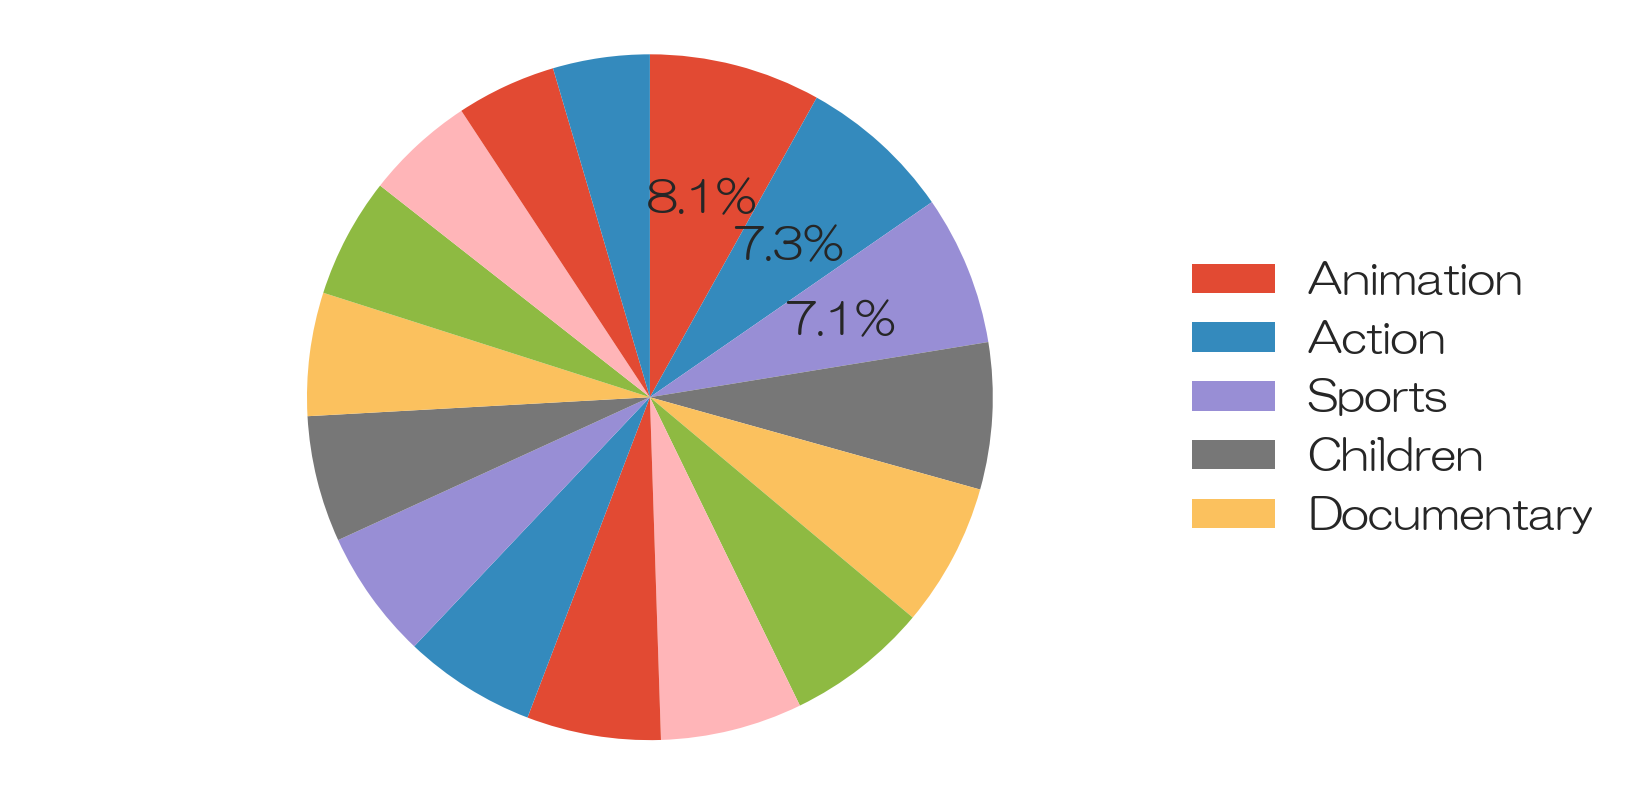 8.1%
7.3%
7.1%
Animation
Action
Sports
Children
Documentary